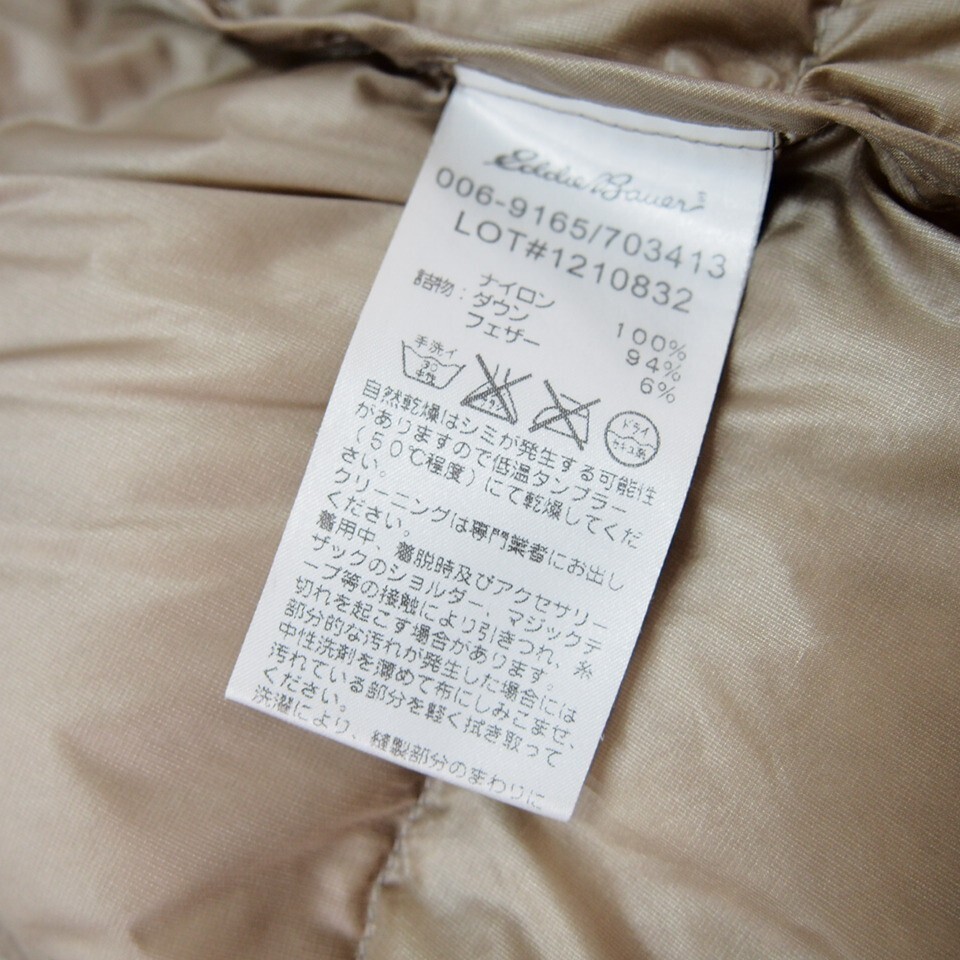 Eddie Bauer
006-9165/703413
LOT#1210832
ナイロン 100%
詰物: ダウン 94%
フェザー 6%
手洗イ
30
中性
ドライ
セキユ系
自然乾燥はシミが発生する可能性
がありますので低温タンブラー
(50℃程度)にて乾燥してくだ
さい。
クリーニングは専門業者にお出し
ください。
着用中、着脱時及びアクセサリー
ザックのショルダー、マジックテ
ープ等の接触により引きつれ、糸
切れを起こす場合があります。
部分的な汚れが発生した場合には
中性洗剤を薄めて布にしみこませ、
汚れている部分を軽く拭き取って
ください。
洗濯により、縫製部分のまわりに